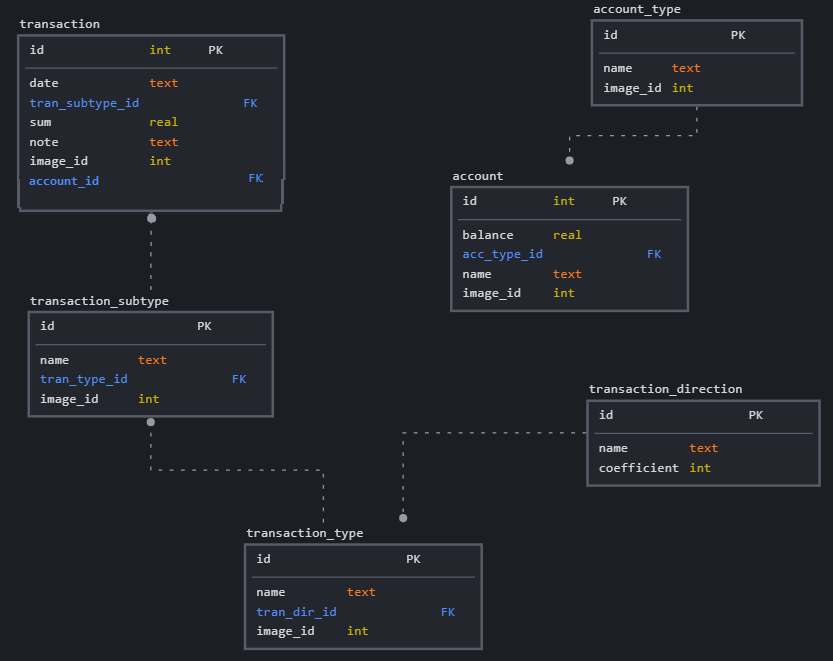 transaction
id int PK
date text
tran_subtype_id FK
sum real
note text
image_id int
account_id FK
account_type
id PK
name text
image_id int
account
id int PK
balance real
acc_type_id FK
name text
image_id int
transaction_subtype
id PK
name text
tran_type_id FK
image_id int
transaction_direction
id PK
name text
coefficient int
transaction_type
id PK
name text
tran_dir_id FK
image_id int